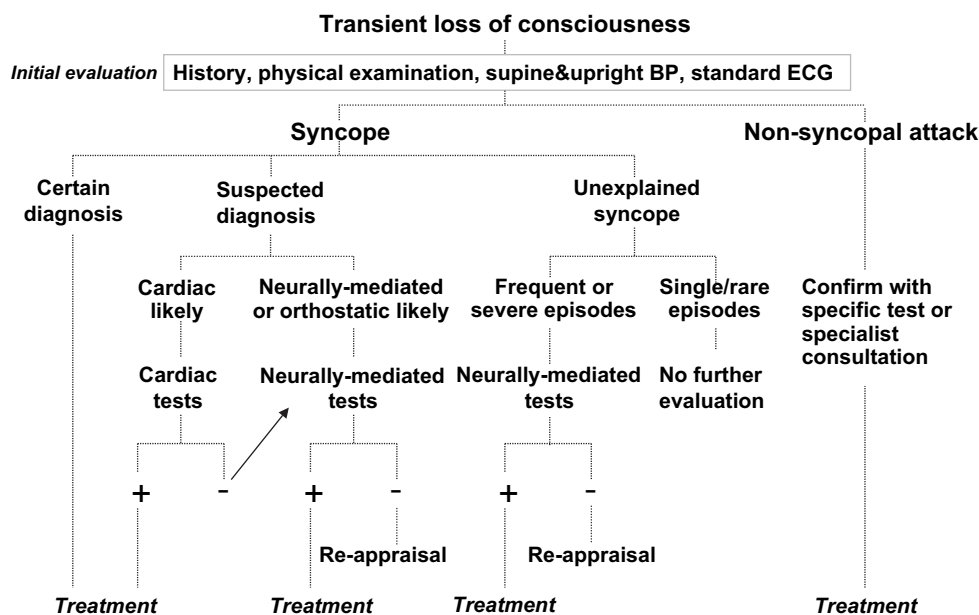 Transient loss of consciousness
Initial evaluation
History, physical examination, supine&upright BP, standard ECG
Syncope
Non-syncopal attack
Certain
diagnosis
Suspected
diagnosis
Unexplained
syncope
Cardiac
likely
Neurally-mediated
or orthostatic likely
Frequent or
severe episodes
Single/rare
episodes
Confirm with
specific test or
specialist
consultation
Cardiac
tests
Neurally-mediated
tests
Neurally-mediated
tests
No further
evaluation
+
-
+
-
+
-
Re-appraisal
Re-appraisal
Treatment
Treatment
Treatment
Treatment